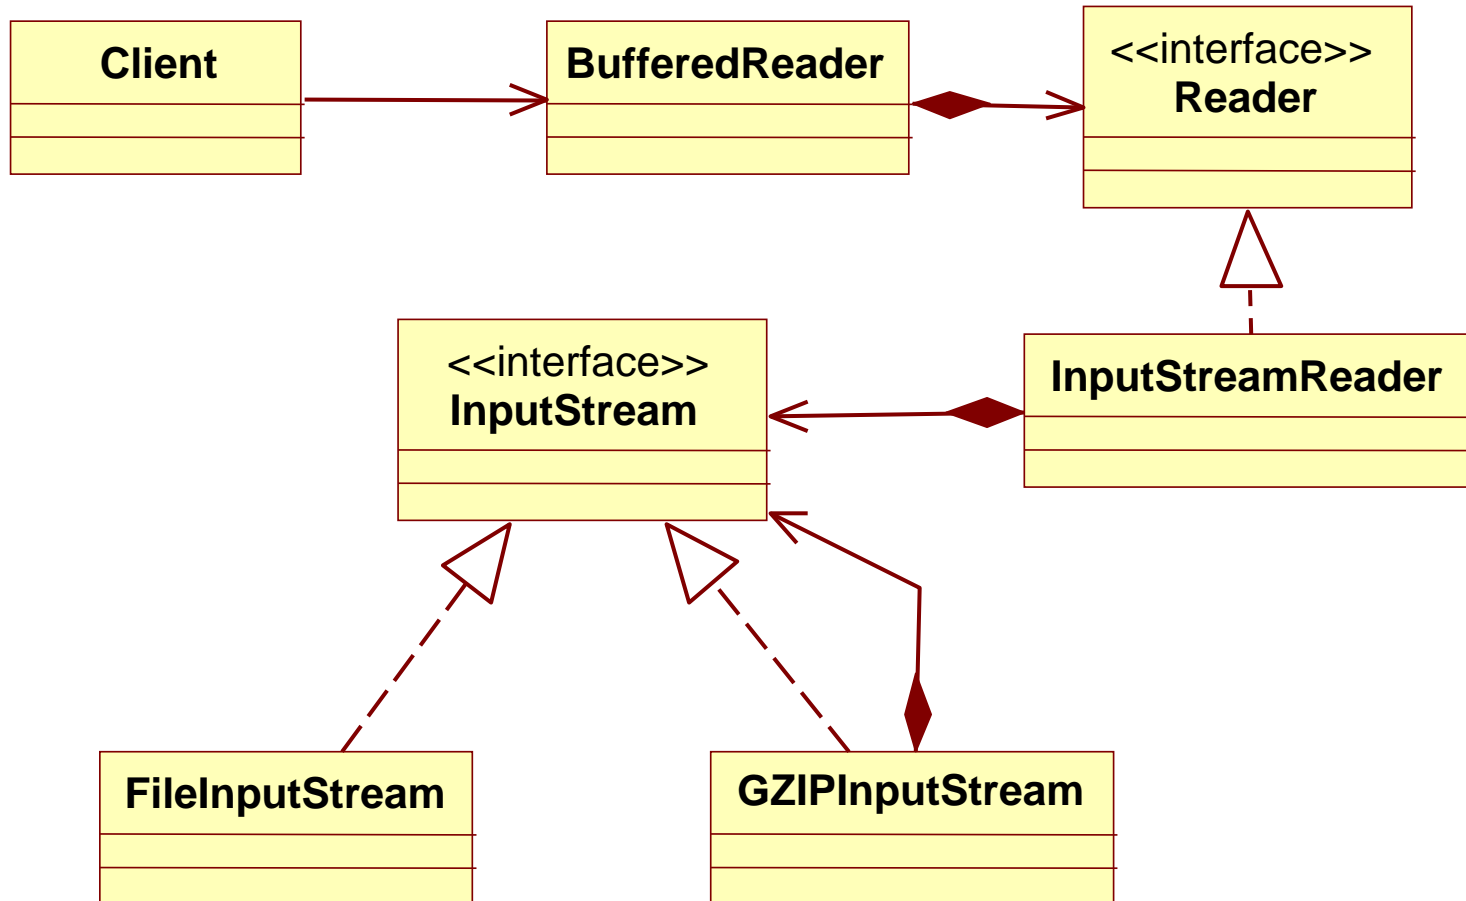 Client
BufferedReader
<<interface>>
Reader
<<interface>>
InputStream
InputStreamReader
FileInputStream
GZIPInputStream